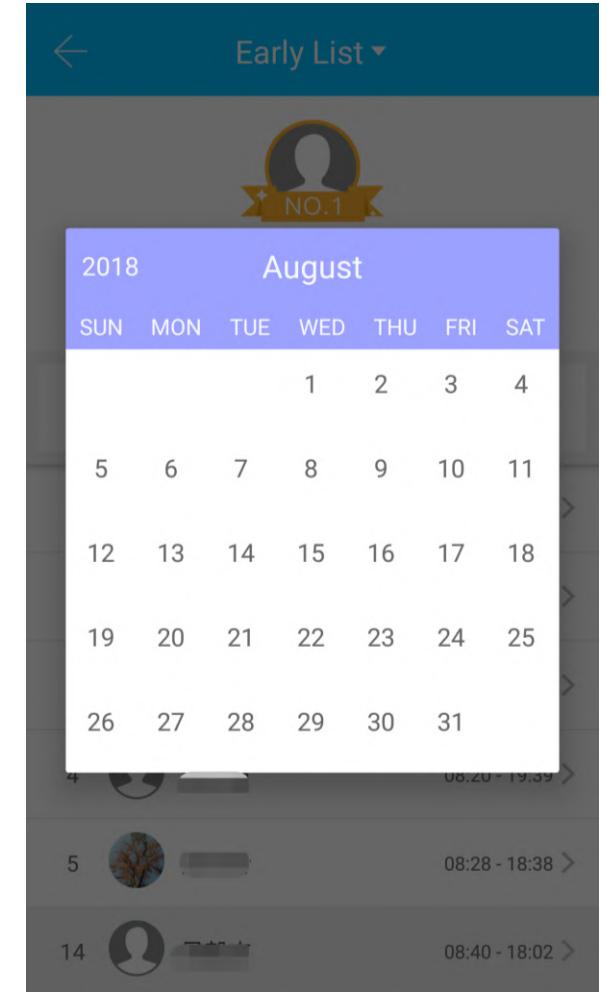 Early List
NO.1
2018 August
SUN MON TUE WED THU FRI SAT
1 2 3 4
5 6 7 8 9 10 11
12 13 14 15 16 17 18
19 20 21 22 23 24 25
26 27 28 29 30 31
4 08:20 - 19:39
5 08:28 - 18:38
14 08:40 - 18:02